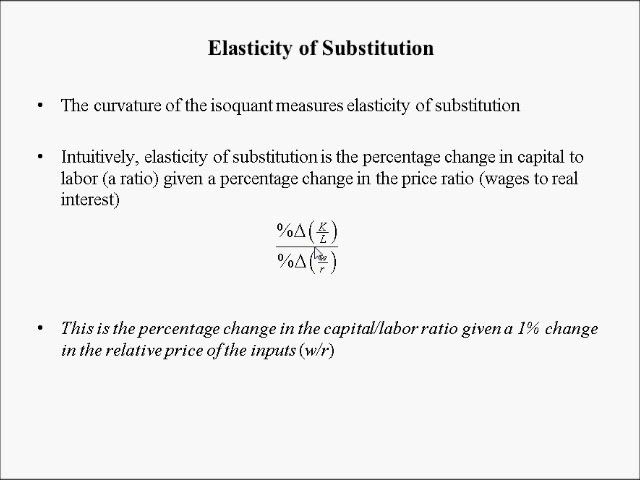 Elasticity of Substitution
• The curvature of the isoquant measures elasticity of substitution
• Intuitively, elasticity of substitution is the percentage change in capital to
labor (a ratio) given a percentage change in the price ratio (wages to real
interest)
%Δ(K/L)
%Δ(w/r)
• This is the percentage change in the capital/labor ratio given a 1% change
in the relative price of the inputs (w/r)